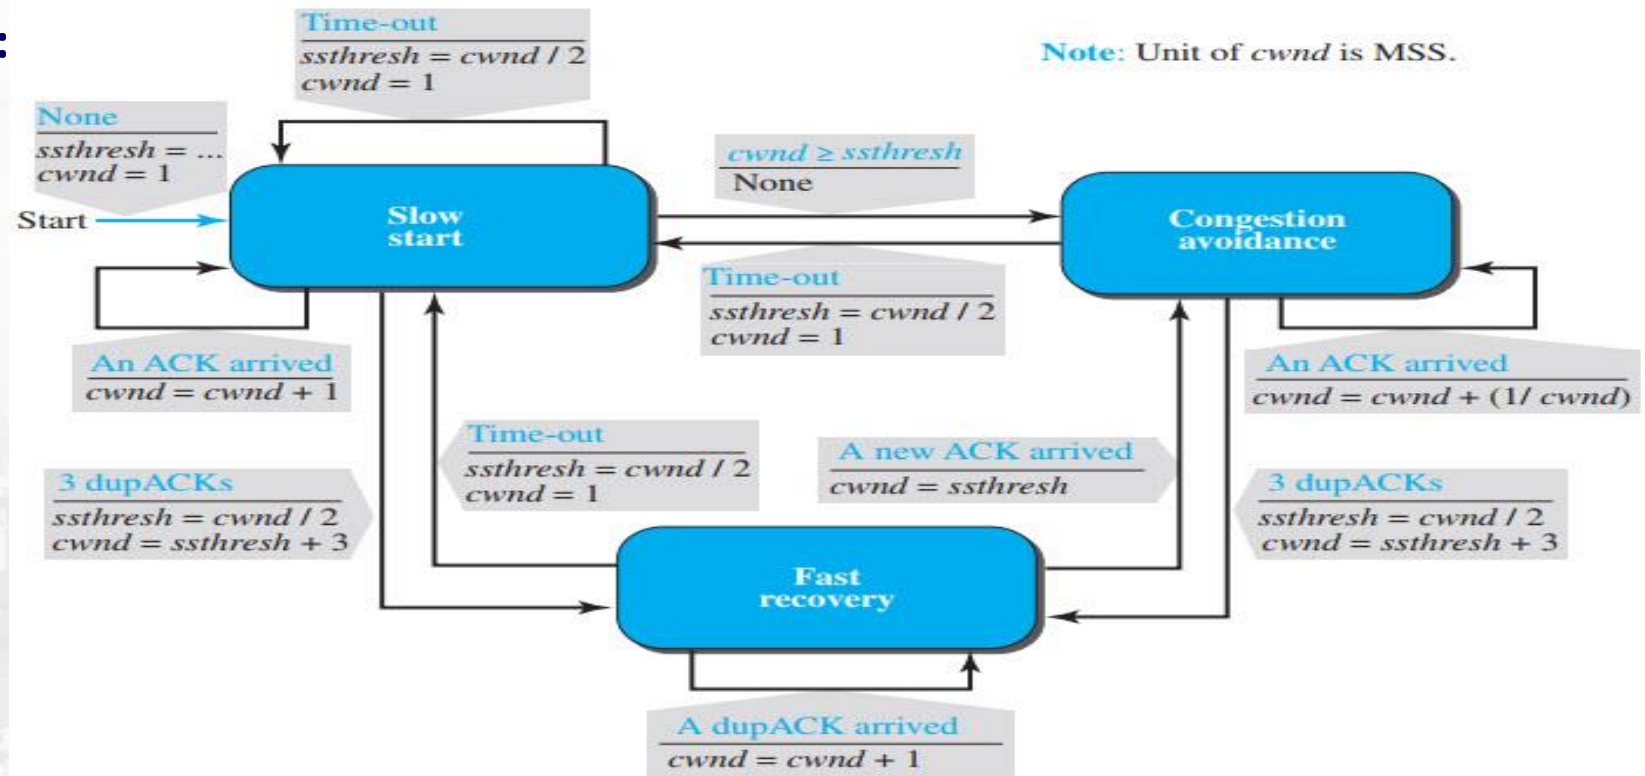 :
Time-out
ssthresh = cwnd / 2
cwnd = 1
Note: Unit of cwnd is MSS.
None
ssthresh = ...
cwnd = 1
Start
Slow
start
cwnd ≥ ssthresh
None
Congestion
avoidance
Time-out
ssthresh = cwnd / 2
cwnd = 1
An ACK arrived
cwnd = cwnd + 1
An ACK arrived
cwnd = cwnd + (1/ cwnd)
Time-out
ssthresh = cwnd / 2
cwnd = 1
A new ACK arrived
cwnd = ssthresh
3 dupACKs
ssthresh = cwnd / 2
cwnd = ssthresh + 3
3 dupACKs
ssthresh = cwnd / 2
cwnd = ssthresh + 3
Fast
recovery
A dupACK arrived
cwnd = cwnd + 1